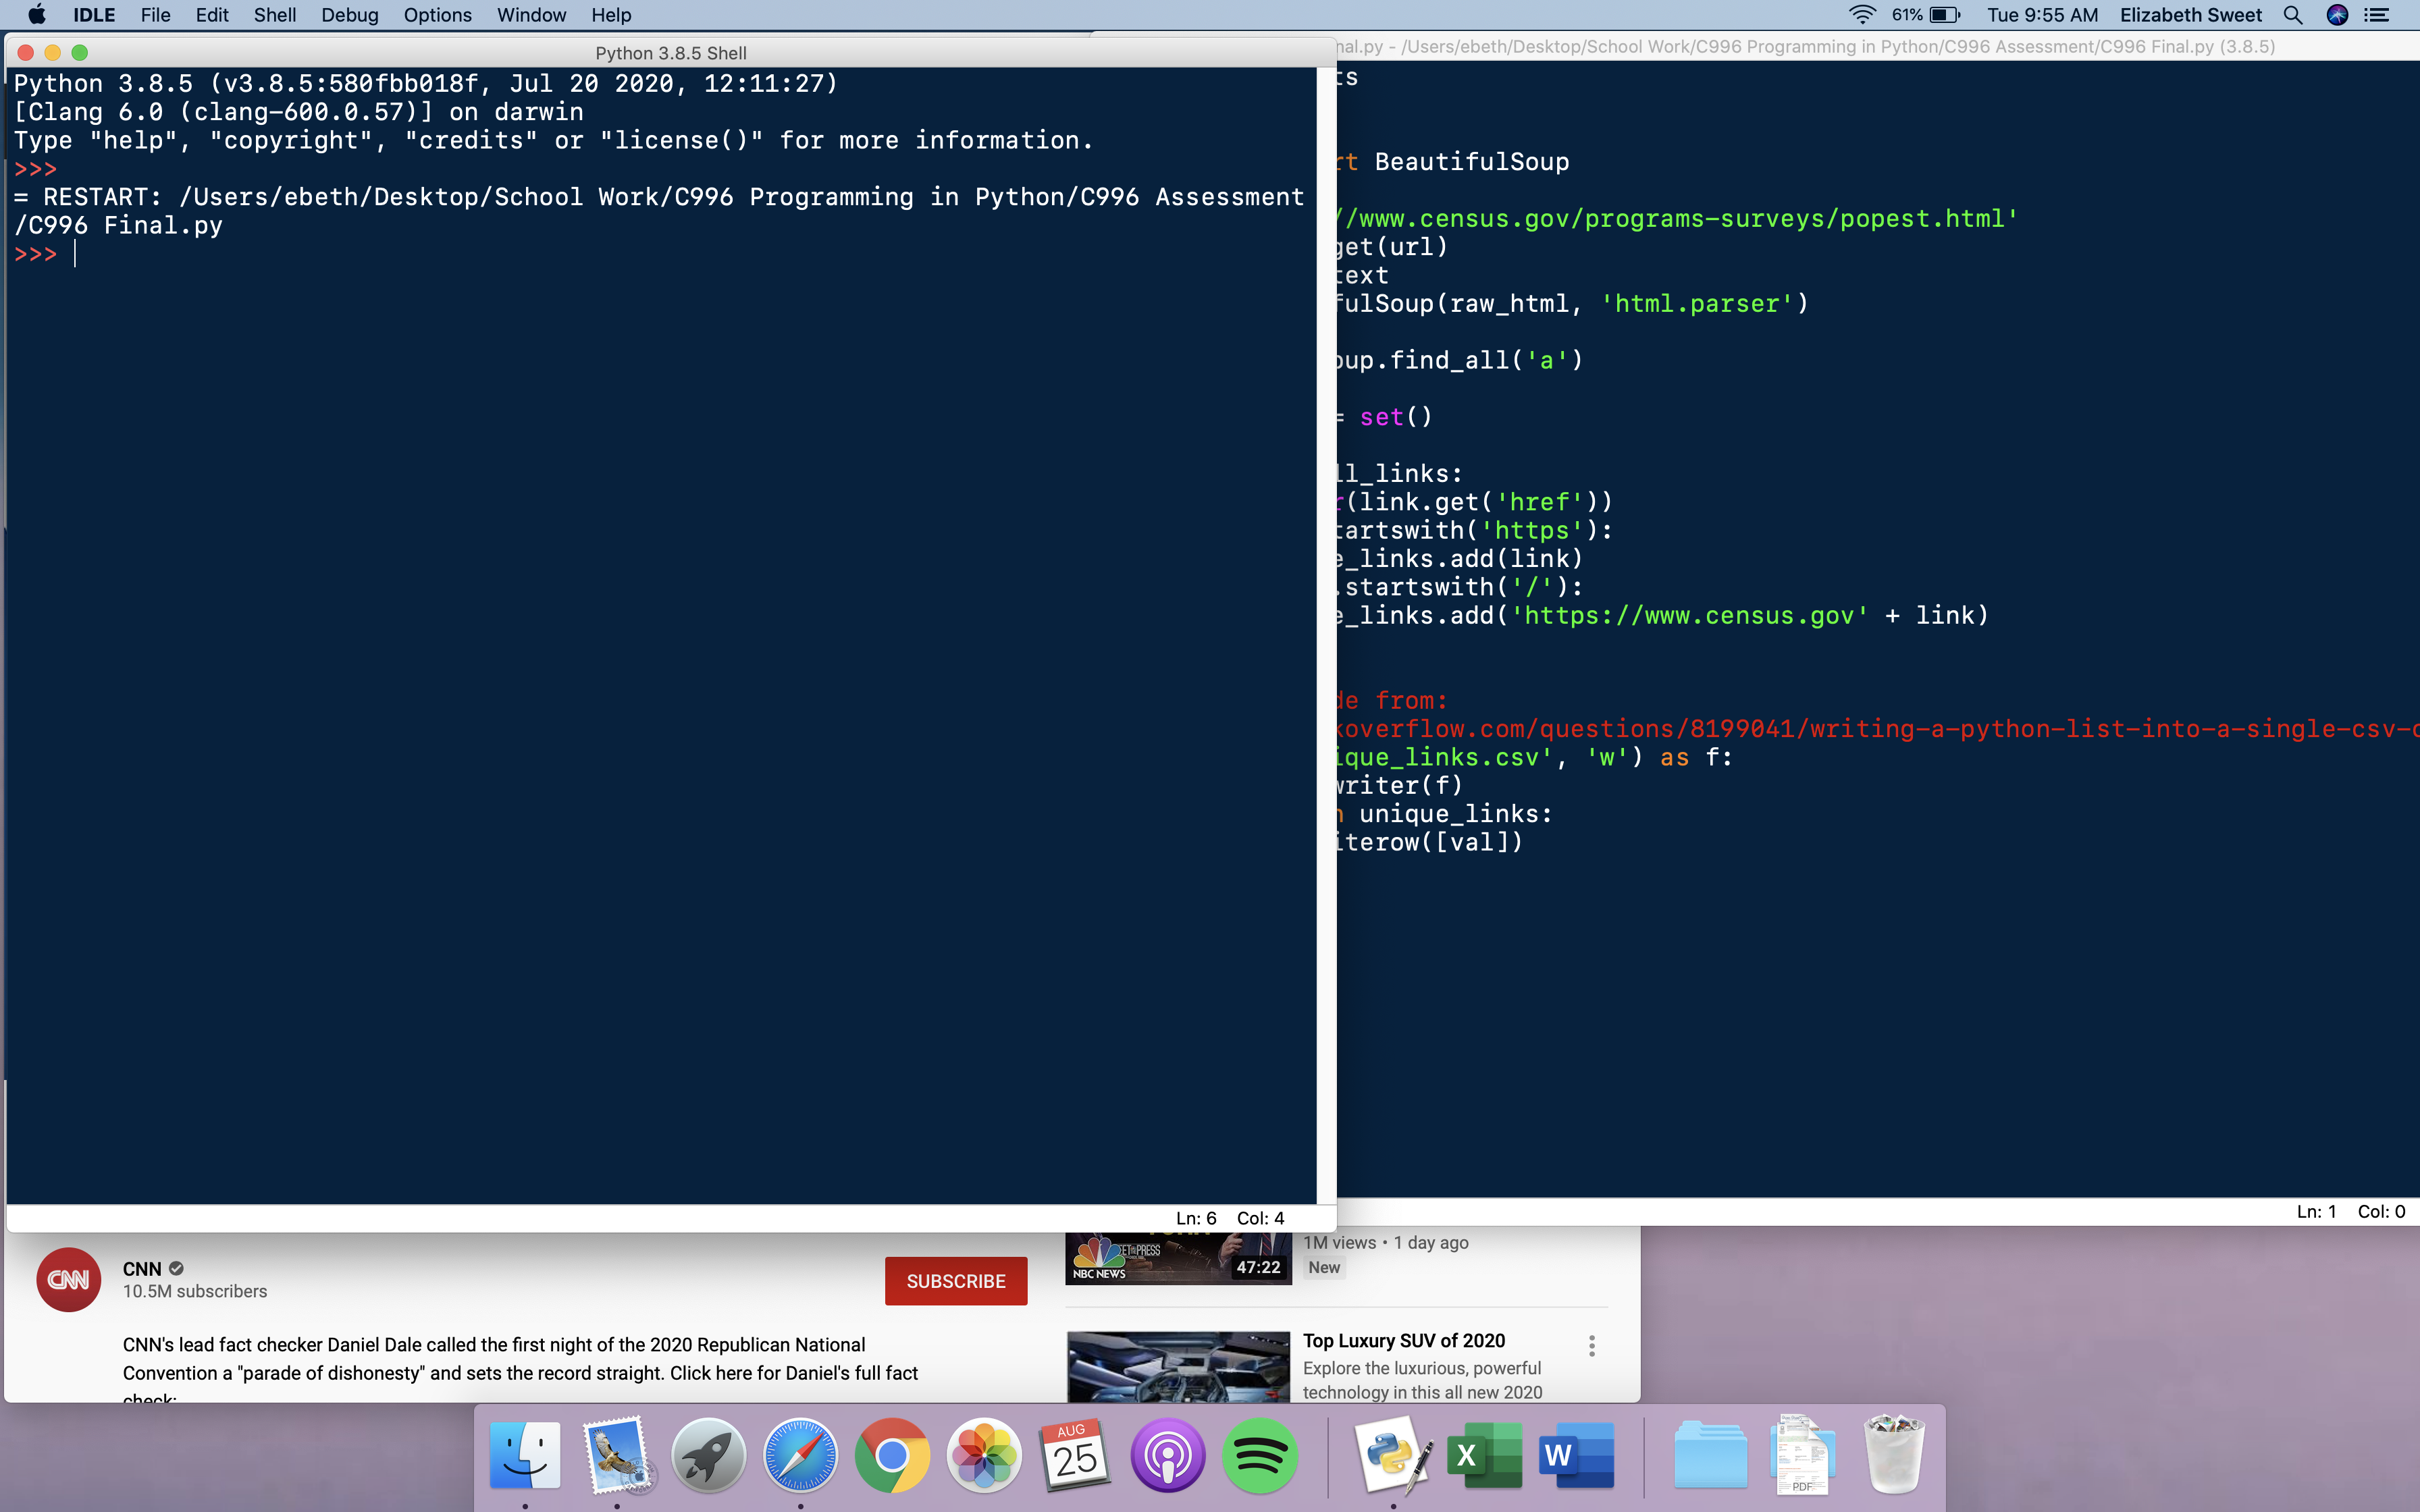 IDLE File Edit Shell Debug Options Window Help 61% Tue 9:55 AM Elizabeth Sweet
Python 3.8.5 Shell
Python 3.8.5 (v3.8.5:580fbb018f, Jul 20 2020, 12:11:27)
[Clang 6.0 (clang-600.0.57)] on darwin
Type "help", "copyright", "credits" or "license()" for more information.
>>>
= RESTART: /Users/ebeth/Desktop/School Work/C996 Programming in Python/C996 Assessment
/C996 Final.py
>>>
Ln: 6 Col: 4
nal.py - /Users/ebeth/Desktop/School Work/C996 Programming in Python/C996 Assessment/C996 Final.py (3.8.5)
ts
rt BeautifulSoup
//www.census.gov/programs-surveys/popest.html'
get(url)
text
fulSoup(raw_html, 'html.parser')
oup.find_all('a')
= set()
ll_links:
r(link.get('href'))
tartswith('https'):
e_links.add(link)
.startswith('/'):
e_links.add('https://www.census.gov' + link)
de from:
koverflow.com/questions/8199041/writing-a-python-list-into-a-single-csv-c
ique_links.csv', 'w') as f:
writer(f)
n unique_links:
iterow([val])
Ln: 1 Col: 0
CNN
CNN
10.5M subscribers
SUBSCRIBE
CNN's lead fact checker Daniel Dale called the first night of the 2020 Republican National
Convention a "parade of dishonesty" and sets the record straight. Click here for Daniel's full fact
check:
MEET THE PRESS
NBC NEWS
47:22
1M views • 1 day ago
New
Top Luxury SUV of 2020
Explore the luxurious, powerful
technology in this all new 2020
AUG
25
X
W
PDF